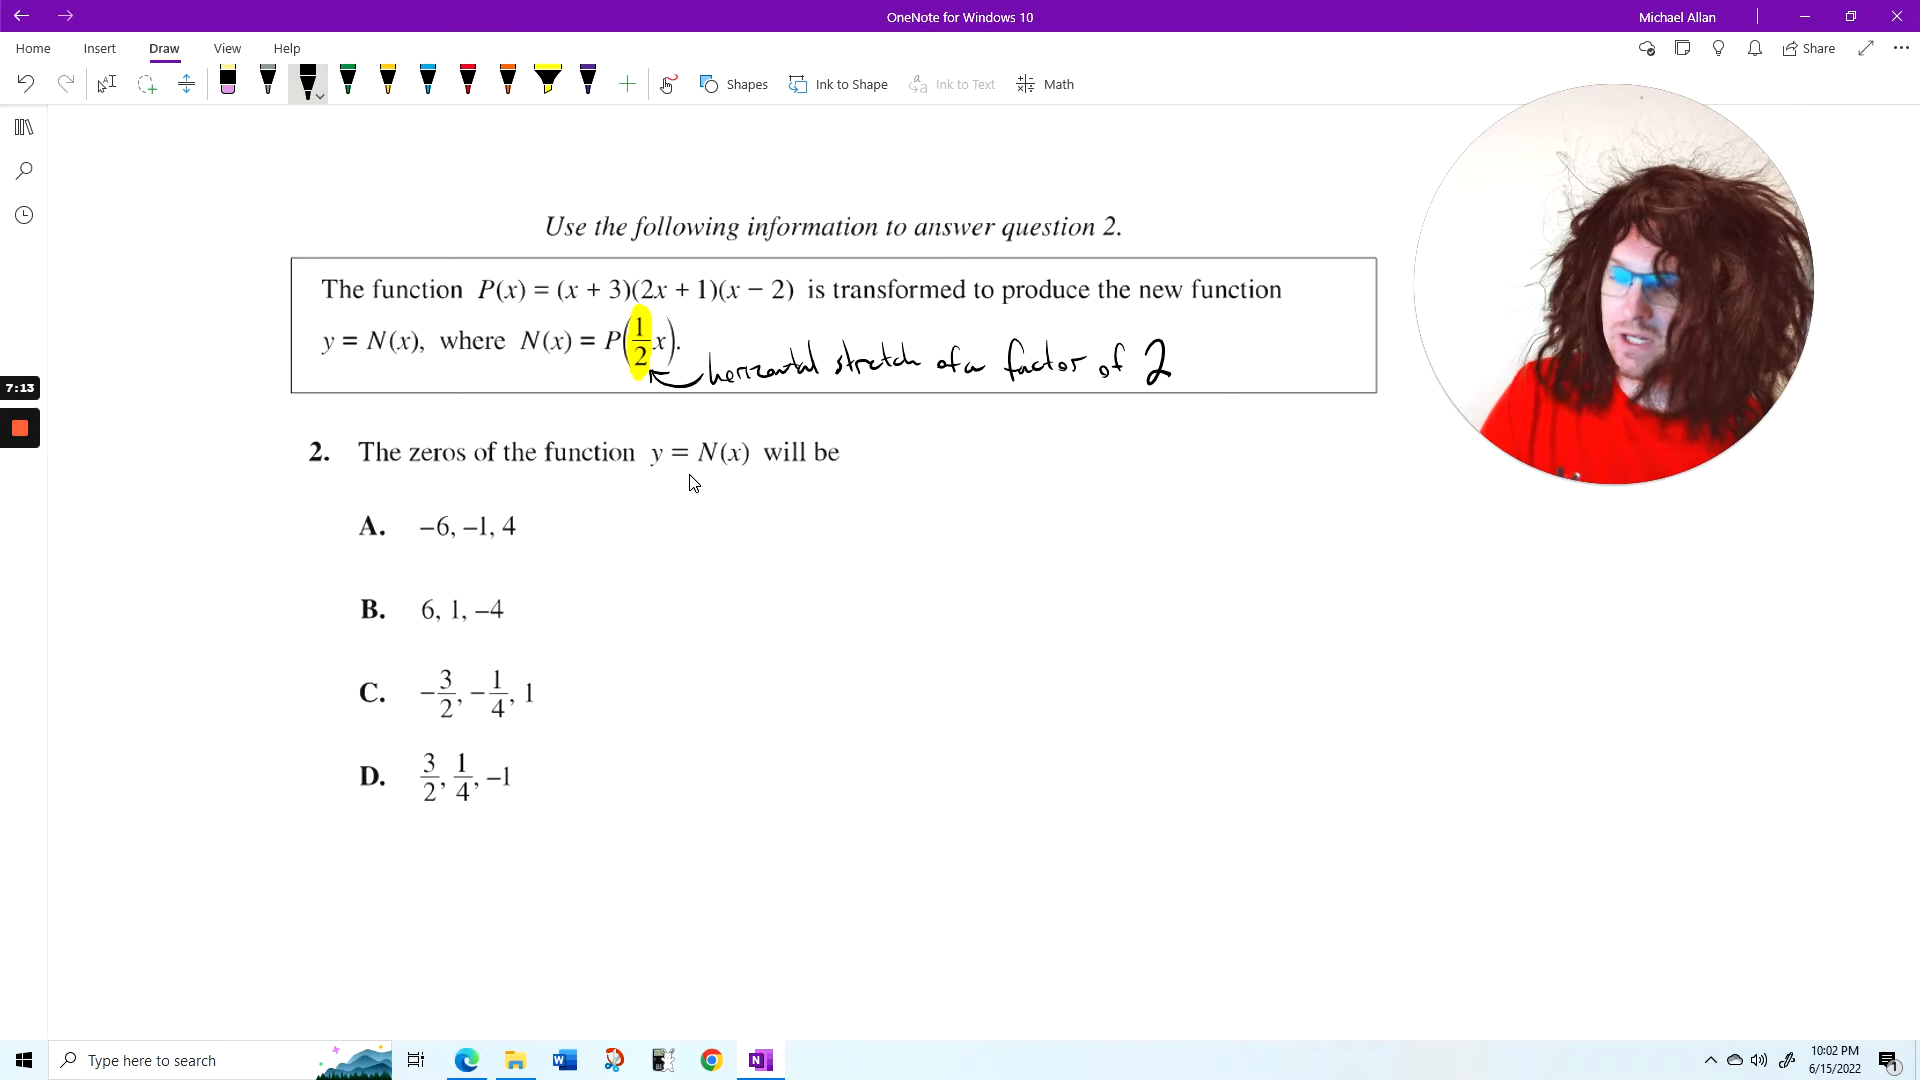 OneNote for Windows 10
Michael Allan
Home Insert Draw View Help
Share
Shapes Ink to Shape Ink to Text Math
Use the following information to answer question 2.
The function P(x) = (x + 3)(2x + 1)(x − 2) is transformed to produce the new function
y = N(x), where N(x) = P(1/2 x).
horizontal stretch of a factor of 2
7:13
2. The zeros of the function y = N(x) will be
A. −6, −1, 4
B. 6, 1, −4
C. −3/2, −1/4, 1
D. 3/2, 1/4, −1
Type here to search
10:02 PM
6/15/2022
1